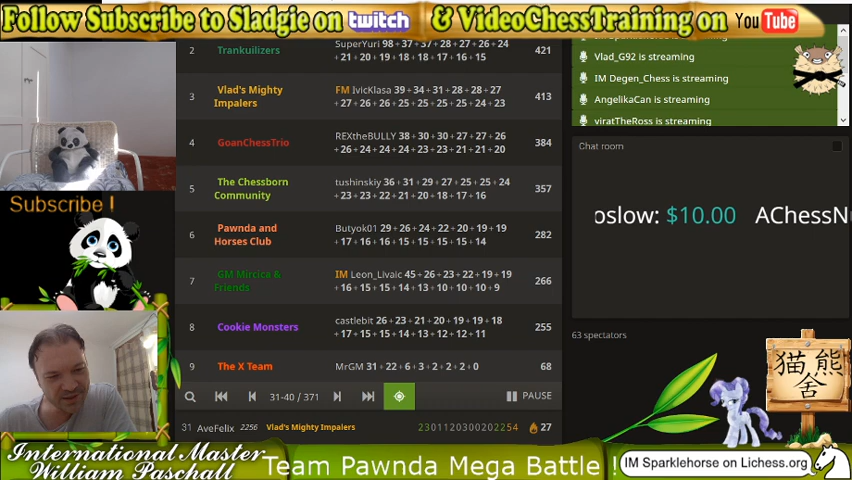 Follow Subscribe to Sladgie on twitch & VideoChessTraining on YouTube
Vlad_G92 is streaming
IM Degen_Chess is streaming
AngelikaCan is streaming
viratTheRoss is streaming
Chat room
oslow: $10.00 AChessN
63 spectators
2 Trankuilizers SuperYuri 98 +37 +37 +28 +27 +26 +24 +21 +20 +19 +18 +18 +17 +16 +15 421
3 Vlad's Mighty Impalers FM IvicKlasa 39 +34 +31 +28 +28 +27 +27 +26 +26 +25 +25 +25 +25 +24 +23 413
4 GoanChessTrio REXtheBULLY 38 +30 +30 +27 +27 +26 +26 +24 +24 +24 +23 +23 +21 +21 +20 384
5 The Chessborn Community tushinskiy 36 +31 +29 +27 +25 +25 +24 +23 +23 +22 +21 +20 +18 +17 +16 357
6 Pawnda and Horses Club Butyok01 29 +26 +24 +22 +20 +19 +19 +17 +16 +16 +15 +15 +15 +15 +14 282
7 GM Mircica & Friends IM Leon_Livaic 45 +26 +23 +22 +19 +19 +16 +15 +15 +14 +13 +10 +10 +10 +9 266
8 Cookie Monsters castlebit 26 +23 +21 +20 +19 +19 +18 +17 +15 +15 +14 +13 +12 +12 +11 255
9 The X Team MrGM 31 +22 +6 +3 +2 +2 +2 +0 68
31-40 / 371
PAUSE
31 AveFelix 2256 Vlad's Mighty Impalers 2301120300202254 27
Subscribe !
猫熊
舍
International Master
William Paschall
Team Pawnda Mega Battle !
IM Sparklehorse on Lichess.org